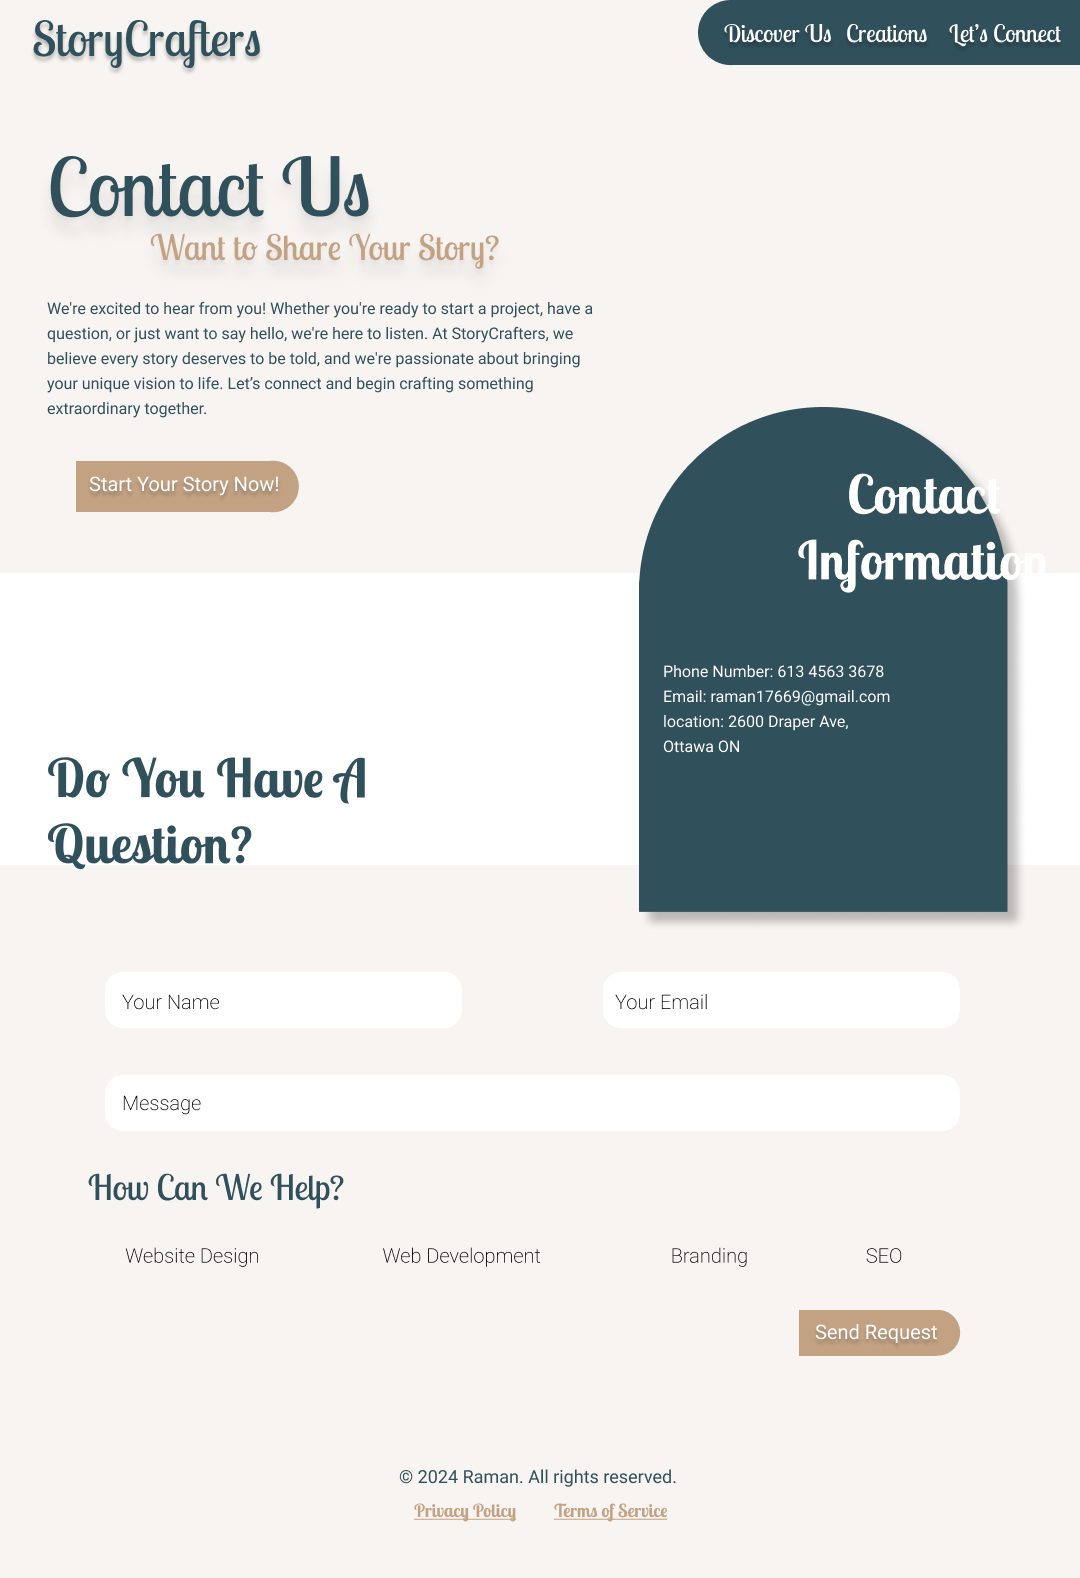 StoryCrafters
Discover Us Creations Let’s Connect
Contact Us
Want to Share Your Story?
We're excited to hear from you! Whether you're ready to start a project, have a
question, or just want to say hello, we're here to listen. At StoryCrafters, we
believe every story deserves to be told, and we're passionate about bringing
your unique vision to life. Let’s connect and begin crafting something
extraordinary together.
Start Your Story Now!
Contact
Information
Phone Number: 613 4563 3678
Email: raman17669@gmail.com
location: 2600 Draper Ave,
Ottawa ON
Do You Have A
Question?
Your Name
Your Email
Message
How Can We Help?
Website Design Web Development Branding SEO
Send Request
© 2024 Raman. All rights reserved.
Privacy Policy Terms of Service